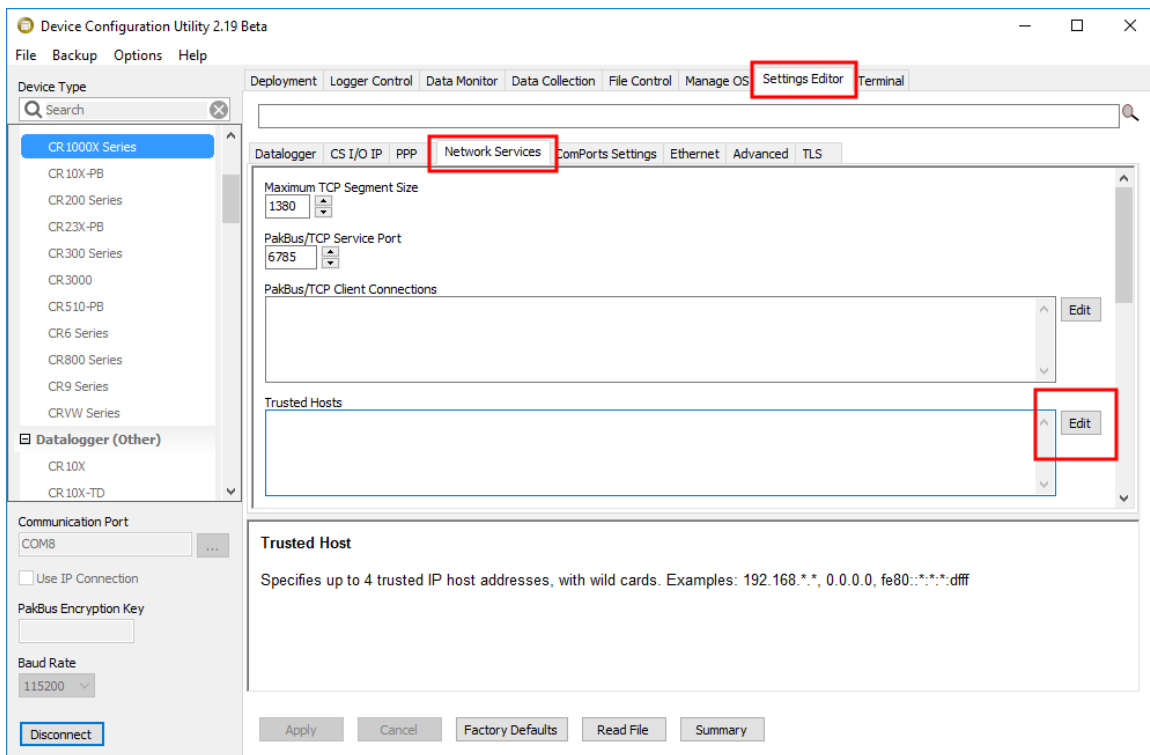 Device Configuration Utility 2.19 Beta
File Backup Options Help
Device Type
Search
CR1000X Series
CR10X-PB
CR200 Series
CR23X-PB
CR300 Series
CR3000
CR510-PB
CR6 Series
CR800 Series
CR9 Series
CRVW Series
Datalogger (Other)
CR10X
CR10X-TD
Communication Port
COM8
...
Use IP Connection
PakBus Encryption Key
Baud Rate
115200
Disconnect
Deployment Logger Control Data Monitor Data Collection File Control Manage OS Settings Editor Terminal
Datalogger CS I/O IP PPP Network Services ComPorts Settings Ethernet Advanced TLS
Maximum TCP Segment Size
1380
PakBus/TCP Service Port
6785
PakBus/TCP Client Connections
Edit
Trusted Hosts
Edit
Trusted Host
Specifies up to 4 trusted IP host addresses, with wild cards. Examples: 192.168.*.*, 0.0.0.0, fe80::*:*:*:dfff
Apply Cancel Factory Defaults Read File Summary